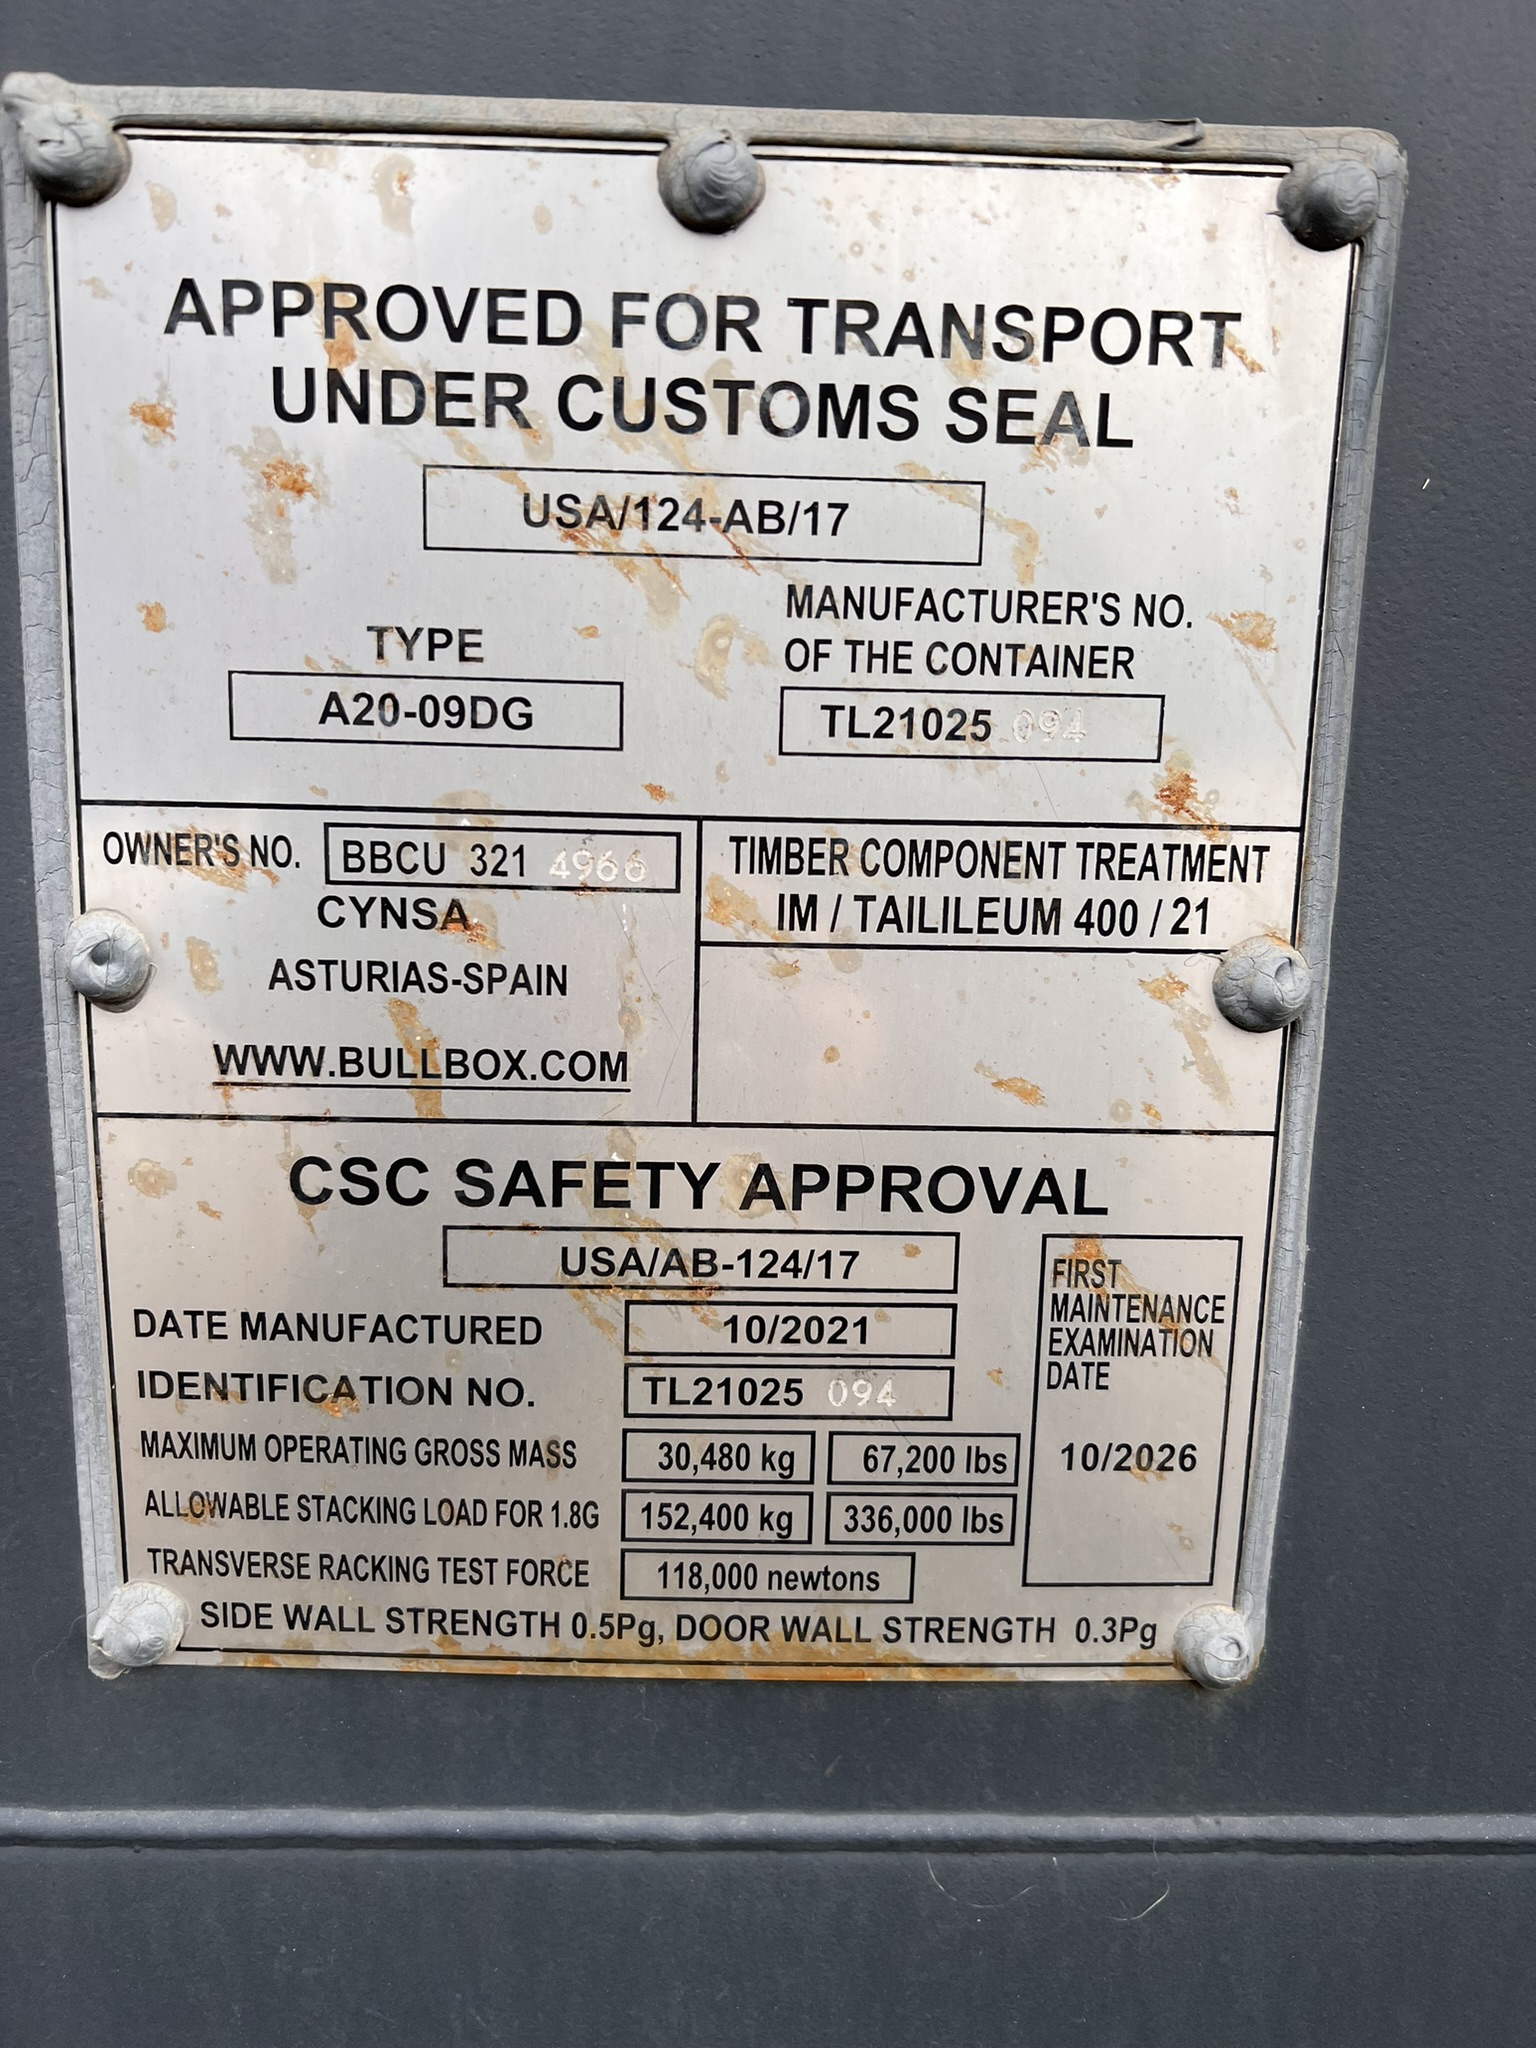 APPROVED FOR TRANSPORT
UNDER CUSTOMS SEAL
USA/124-AB/17
TYPE
A20-09DG
MANUFACTURER'S NO.
OF THE CONTAINER
TL21025 094
OWNER'S NO. BBCU 321 4966
CYNSA
ASTURIAS-SPAIN
WWW.BULLBOX.COM
TIMBER COMPONENT TREATMENT
IM / TAILILEUM 400 / 21
CSC SAFETY APPROVAL
USA/AB-124/17
DATE MANUFACTURED 10/2021
IDENTIFICATION NO. TL21025 094
MAXIMUM OPERATING GROSS MASS 30,480 kg 67,200 lbs
ALLOWABLE STACKING LOAD FOR 1.8G 152,400 kg 336,000 lbs
TRANSVERSE RACKING TEST FORCE 118,000 newtons
FIRST
MAINTENANCE
EXAMINATION
DATE
10/2026
SIDE WALL STRENGTH 0.5Pg, DOOR WALL STRENGTH 0.3Pg